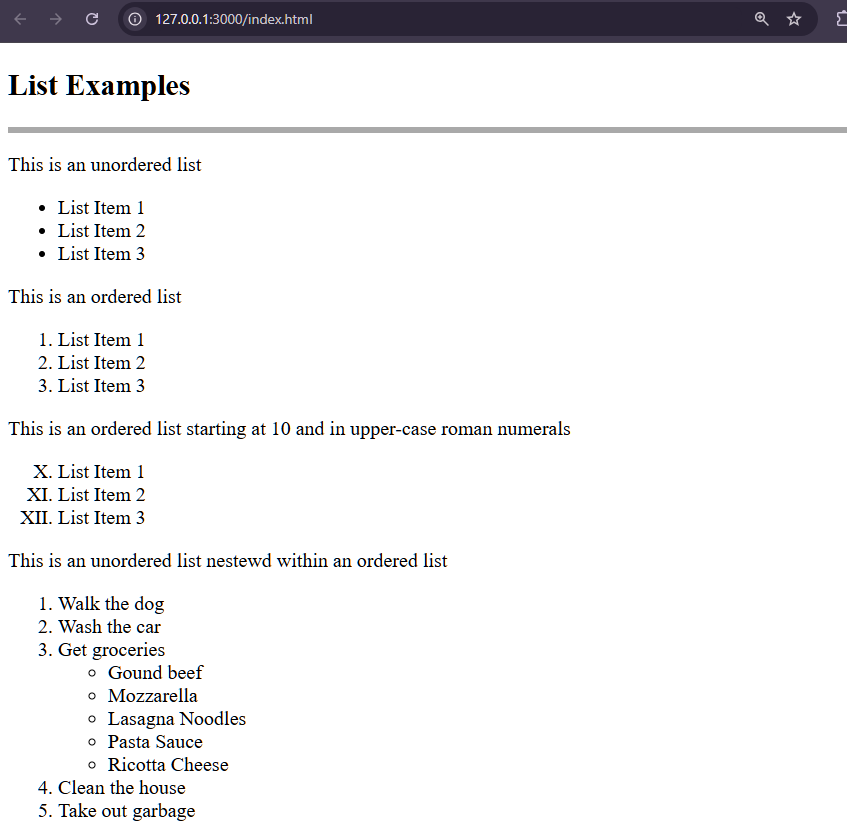 127.0.0.1:3000/index.html
List Examples
This is an unordered list
• List Item 1
• List Item 2
• List Item 3
This is an ordered list
1. List Item 1
2. List Item 2
3. List Item 3
This is an ordered list starting at 10 and in upper-case roman numerals
X. List Item 1
XI. List Item 2
XII. List Item 3
This is an unordered list nestewd within an ordered list
1. Walk the dog
2. Wash the car
3. Get groceries
◦ Gound beef
◦ Mozzarella
◦ Lasagna Noodles
◦ Pasta Sauce
◦ Ricotta Cheese
4. Clean the house
5. Take out garbage